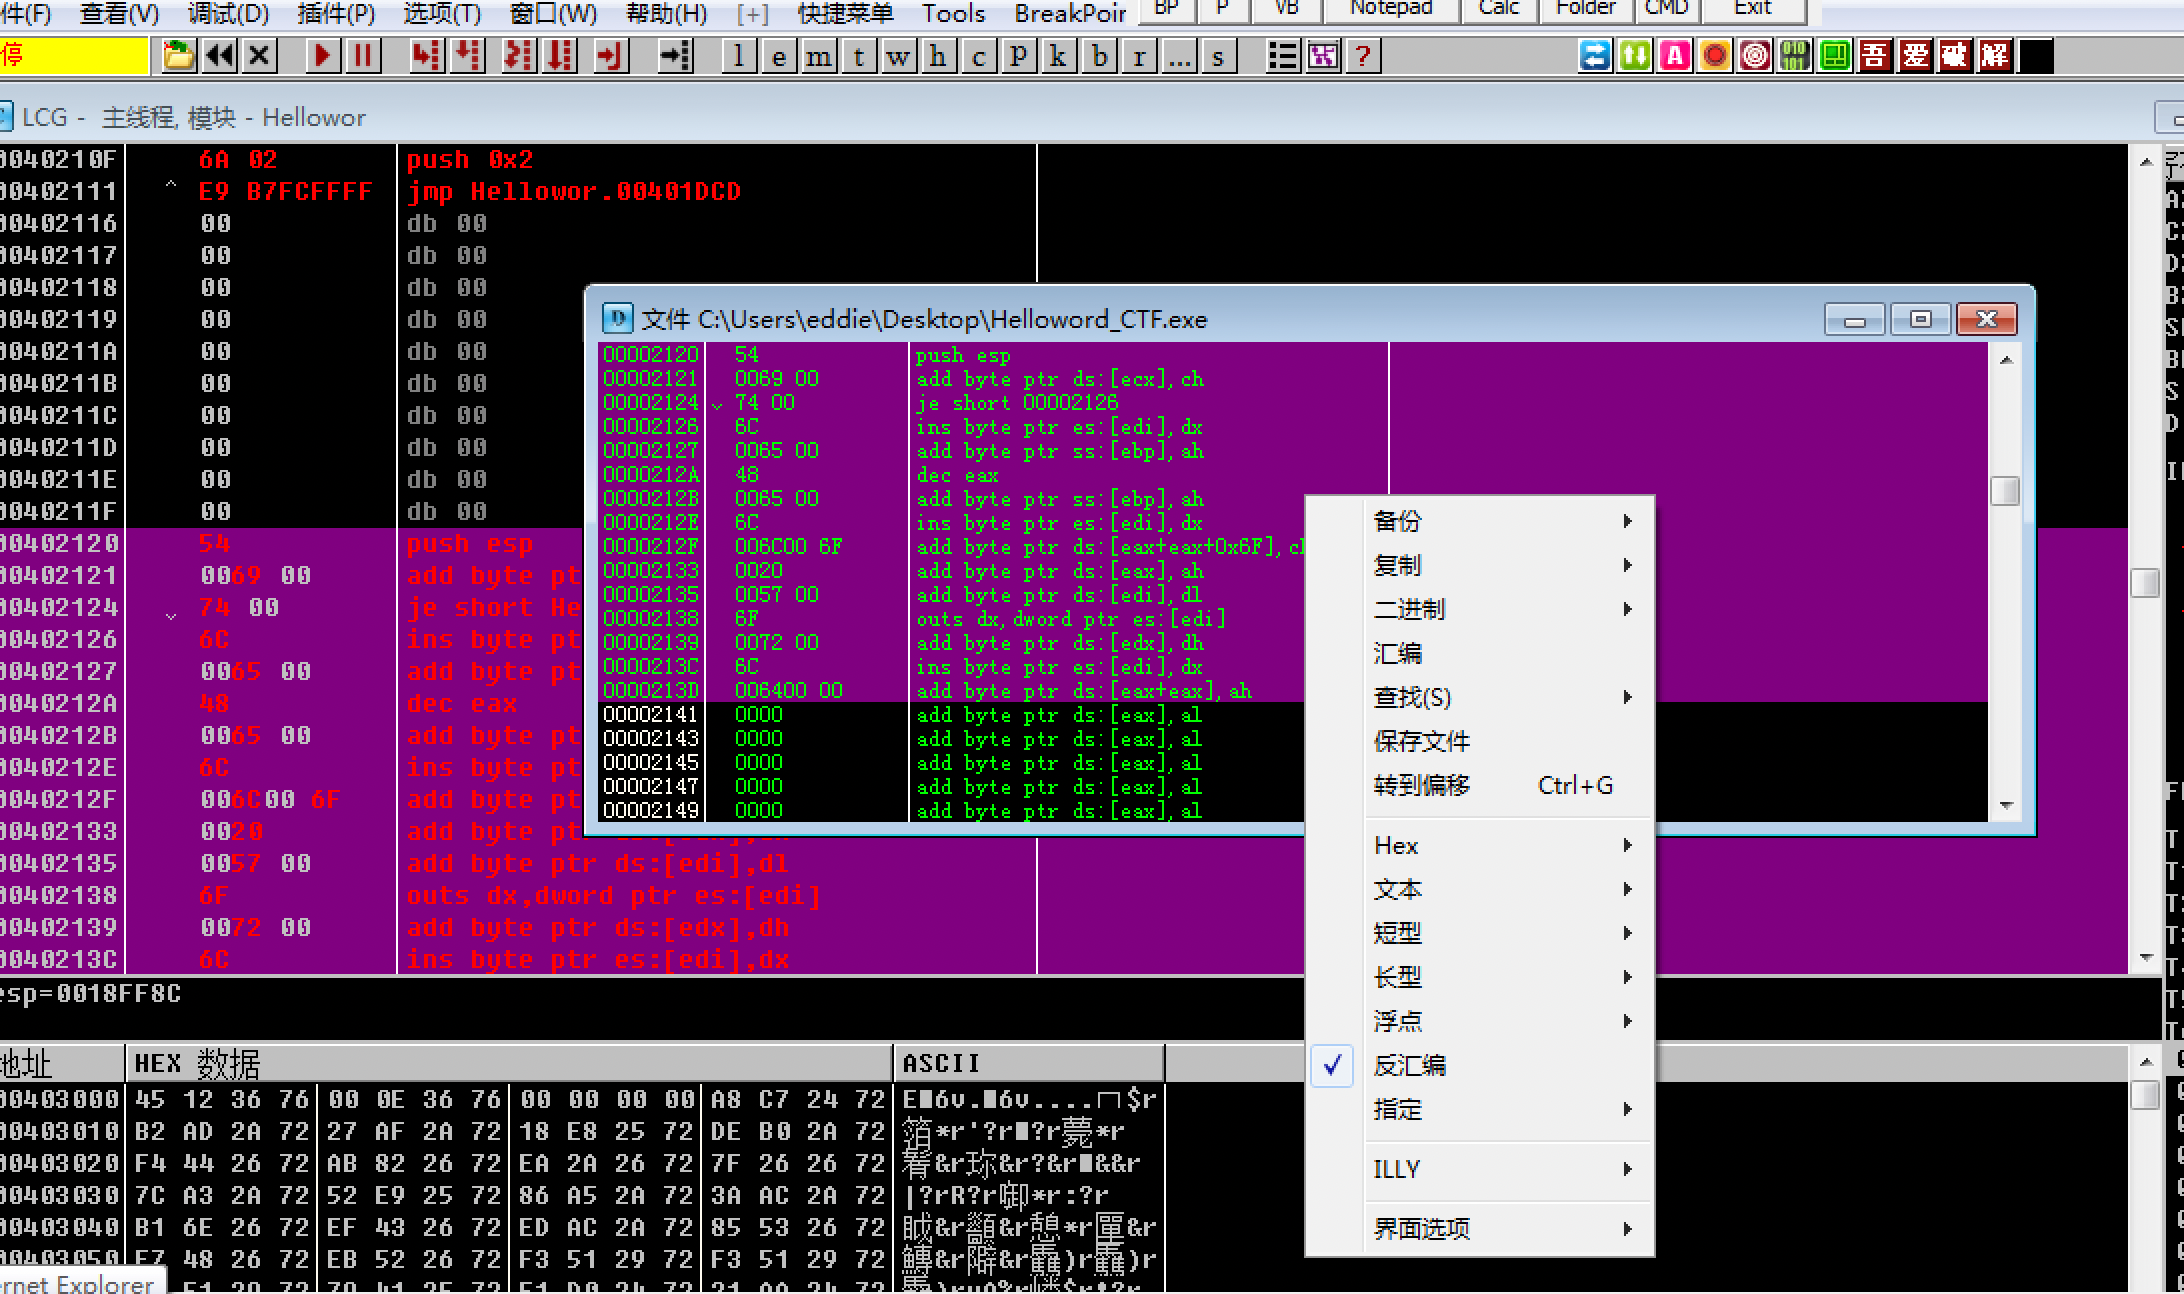 件(F) 查看(V) 调试(D) 插件(P) 选项(T) 窗口(W) 帮助(H) [+] 快捷菜单 Tools BreakPoir BP P VB Notepad Calc Folder CMD Exit
停 l e m t w h c p k b r ... s ? A 吾 爱 破 解
LCG - 主线程, 模块 - Hellowor
0040210F 6A 02 push 0x2
00402111 ^ E9 B7FCFFFF jmp Hellowor.00401DCD
00402116 00 db 00
00402117 00 db 00
00402118 00 db 00
00402119 00 db 00
0040211A 00 db 00
0040211B 00 db 00
0040211C 00 db 00
0040211D 00 db 00
0040211E 00 db 00
0040211F 00 db 00
00402120 54 push esp
00402121 0069 00 add byte pt
00402124 74 00 je short He
00402126 6C ins byte pt
00402127 0065 00 add byte pt
0040212A 48 dec eax
0040212B 0065 00 add byte pt
0040212E 6C ins byte pt
0040212F 006C00 6F add byte pt
00402133 0020 add byte pt
00402135 0057 00 add byte ptr ds:[edi],dl
00402138 6F outs dx,dword ptr es:[edi]
00402139 0072 00 add byte ptr ds:[edx],dh
0040213C 6C ins byte ptr es:[edi],dx
esp=0018FF8C
文件 C:\Users\eddie\Desktop\Helloword_CTF.exe
00002120 54 push esp
00002121 0069 00 add byte ptr ds:[ecx],ch
00002124 74 00 je short 00002126
00002126 6C ins byte ptr es:[edi],dx
00002127 0065 00 add byte ptr ss:[ebp],ah
0000212A 48 dec eax
0000212B 0065 00 add byte ptr ss:[ebp],ah
0000212E 6C ins byte ptr es:[edi],dx
0000212F 006C00 6F add byte ptr ds:[eax+eax+0x6F],cl
00002133 0020 add byte ptr ds:[eax],ah
00002135 0057 00 add byte ptr ds:[edi],dl
00002138 6F outs dx,dword ptr es:[edi]
00002139 0072 00 add byte ptr ds:[edx],dh
0000213C 6C ins byte ptr es:[edi],dx
0000213D 006400 00 add byte ptr ds:[eax+eax],ah
00002141 0000 add byte ptr ds:[eax],al
00002143 0000 add byte ptr ds:[eax],al
00002145 0000 add byte ptr ds:[eax],al
00002147 0000 add byte ptr ds:[eax],al
00002149 0000 add byte ptr ds:[eax],al
备份
复制
二进制
汇编
查找(S)
保存文件
转到偏移 Ctrl+G
Hex
文本
短型
长型
浮点
反汇编
指定
ILLY
界面选项
地址 HEX 数据 ASCII
00403000 45 12 36 76 00 0E 36 76 00 00 00 00 A8 C7 24 72
00403010 B2 AD 2A 72 27 AF 2A 72 18 E8 25 72 DE B0 2A 72
00403020 F4 44 26 72 AB 82 26 72 EA 2A 26 72 7F 26 26 72
00403030 7C A3 2A 72 52 E9 25 72 86 A5 2A 72 3A AC 2A 72
00403040 B1 6E 26 72 EF 43 26 72 ED AC 2A 72 85 53 26 72
00403050 E7 48 26 72 EB 52 26 72 F3 51 29 72 F3 51 29 72
ernet Explorer